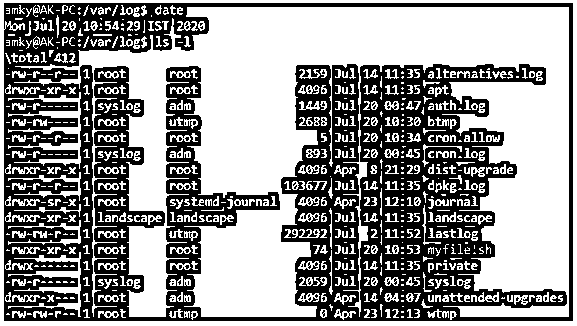 amky@AK-PC:/var/log$ date
Mon Jul 20 10:54:29 IST 2020
amky@AK-PC:/var/log$ ls -l
\total 412
-rw-r--r-- 1 root root 2159 Jul 14 11:35 alternatives.log
drwxr-xr-x 1 root root 4096 Jul 14 11:35 apt
-rw-r----- 1 syslog adm 1449 Jul 20 00:47 auth.log
-rw-rw---- 1 root utmp 2688 Jul 20 10:30 btmp
-rw-r--r-- 1 root root 5 Jul 20 10:34 cron.allow
-rw-r----- 1 syslog adm 893 Jul 20 00:45 cron.log
drwxr-xr-x 1 root root 4096 Apr 8 21:29 dist-upgrade
-rw-r--r-- 1 root root 103677 Jul 14 11:35 dpkg.log
drwxr-sr-x 1 root systemd-journal 4096 Apr 23 12:10 journal
drwxr-xr-x 1 landscape landscape 4096 Jul 14 11:35 landscape
-rw-rw-r-- 1 root utmp 292292 Jul 2 11:52 lastlog
-rwxr-xr-x 1 root root 74 Jul 20 10:53 myfile.sh
drwx------ 1 root root 4096 Jul 14 11:35 private
-rw-r----- 1 syslog adm 2059 Jul 20 00:45 syslog
drwxr-x--- 1 root adm 4096 Apr 14 04:07 unattended-upgrades
-rw-rw-r-- 1 root utmp 0 Apr 23 12:13 wtmp